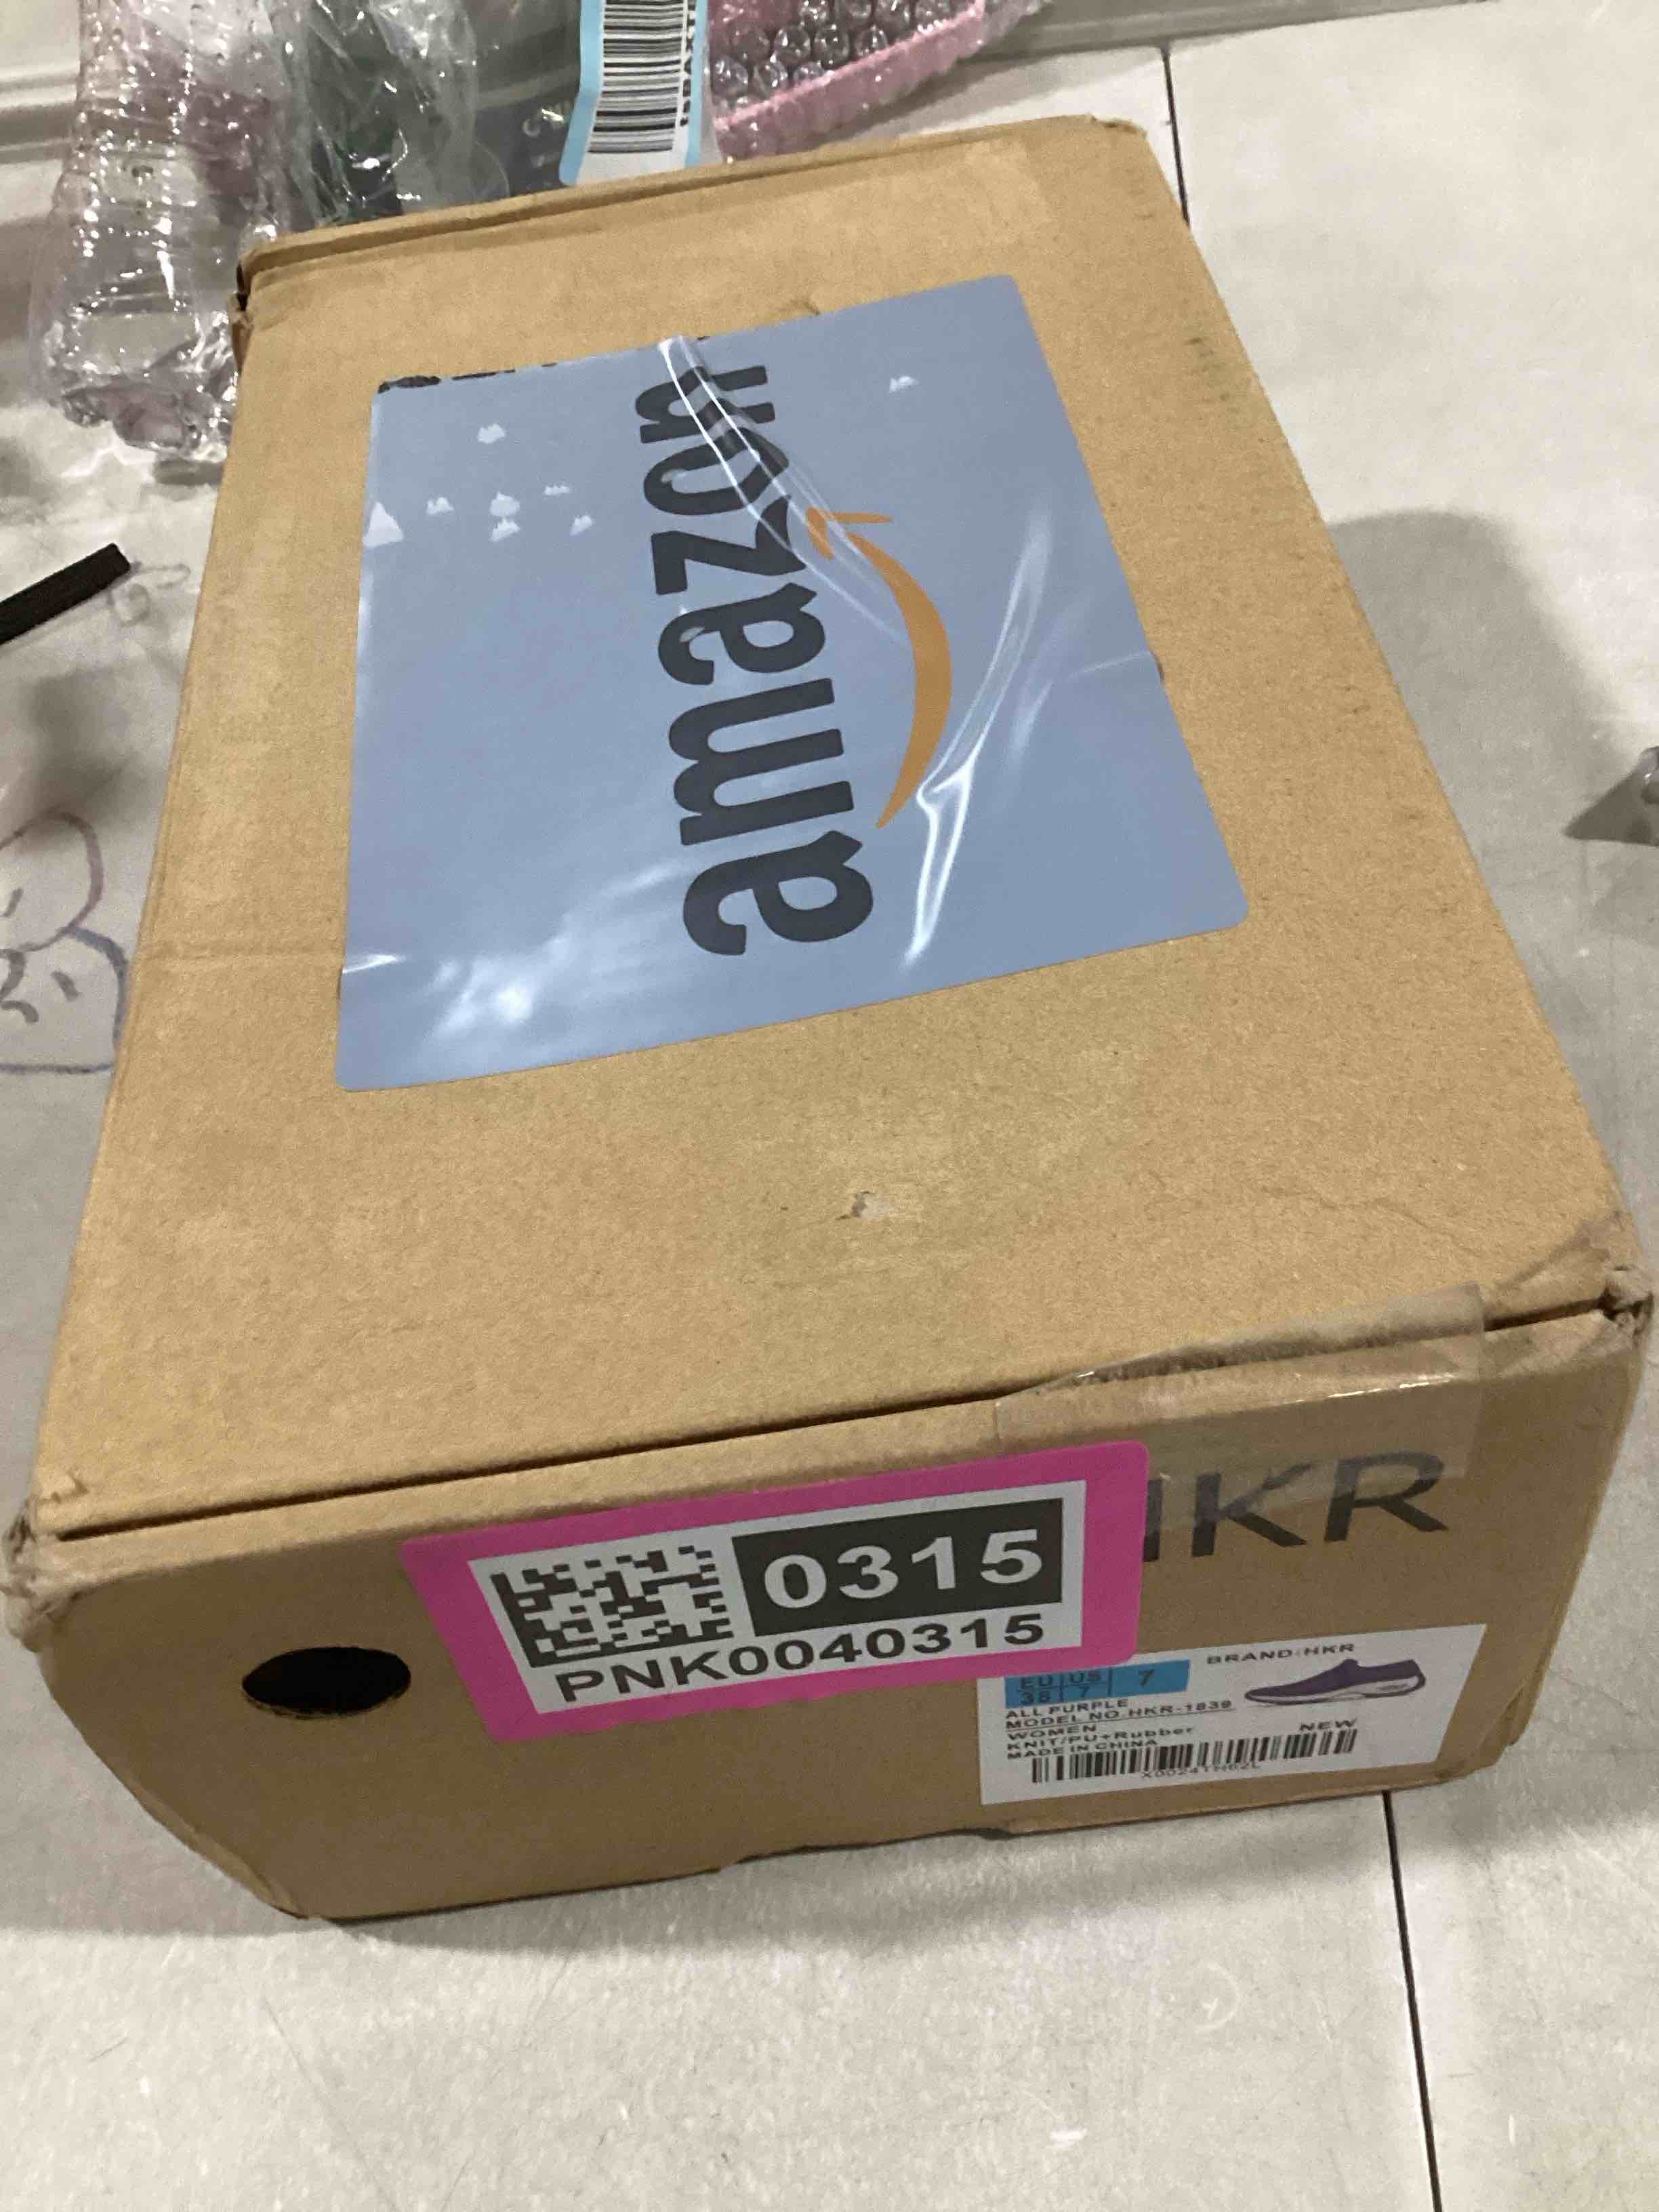 amazon
HKR
0315
PNK0040315
EU US 7
38 7
BRAND:HKR
ALL PURPLE
MODEL NO.HKR-1839
WOMEN
KNIT/PU+Rubber
NEW
MADE IN CHINA